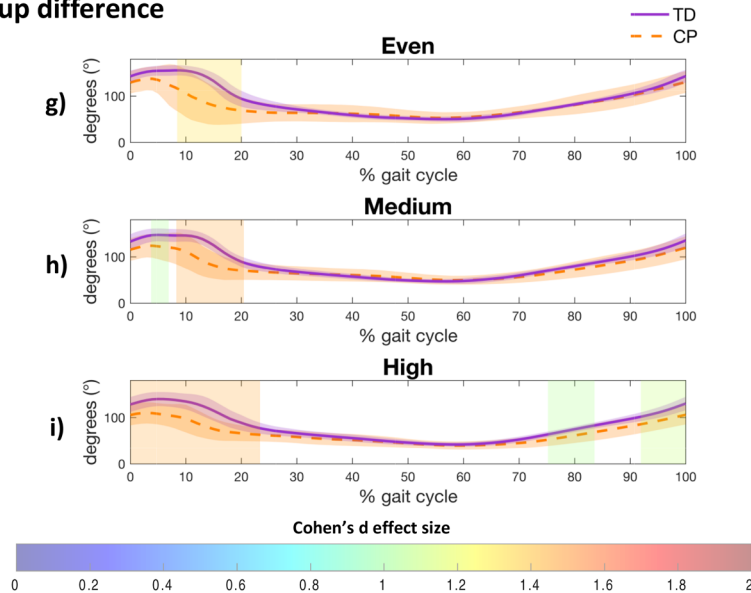 up difference
TD
CP
Even
g)
degrees (°)
100
0
0 10 20 30 40 50 60 70 80 90 100
% gait cycle
Medium
h)
degrees (°)
100
0
0 10 20 30 40 50 60 70 80 90 100
% gait cycle
High
i)
degrees (°)
100
0
0 10 20 30 40 50 60 70 80 90 100
% gait cycle
Cohen's d effect size
0 0.2 0.4 0.6 0.8 1 1.2 1.4 1.6 1.8 2